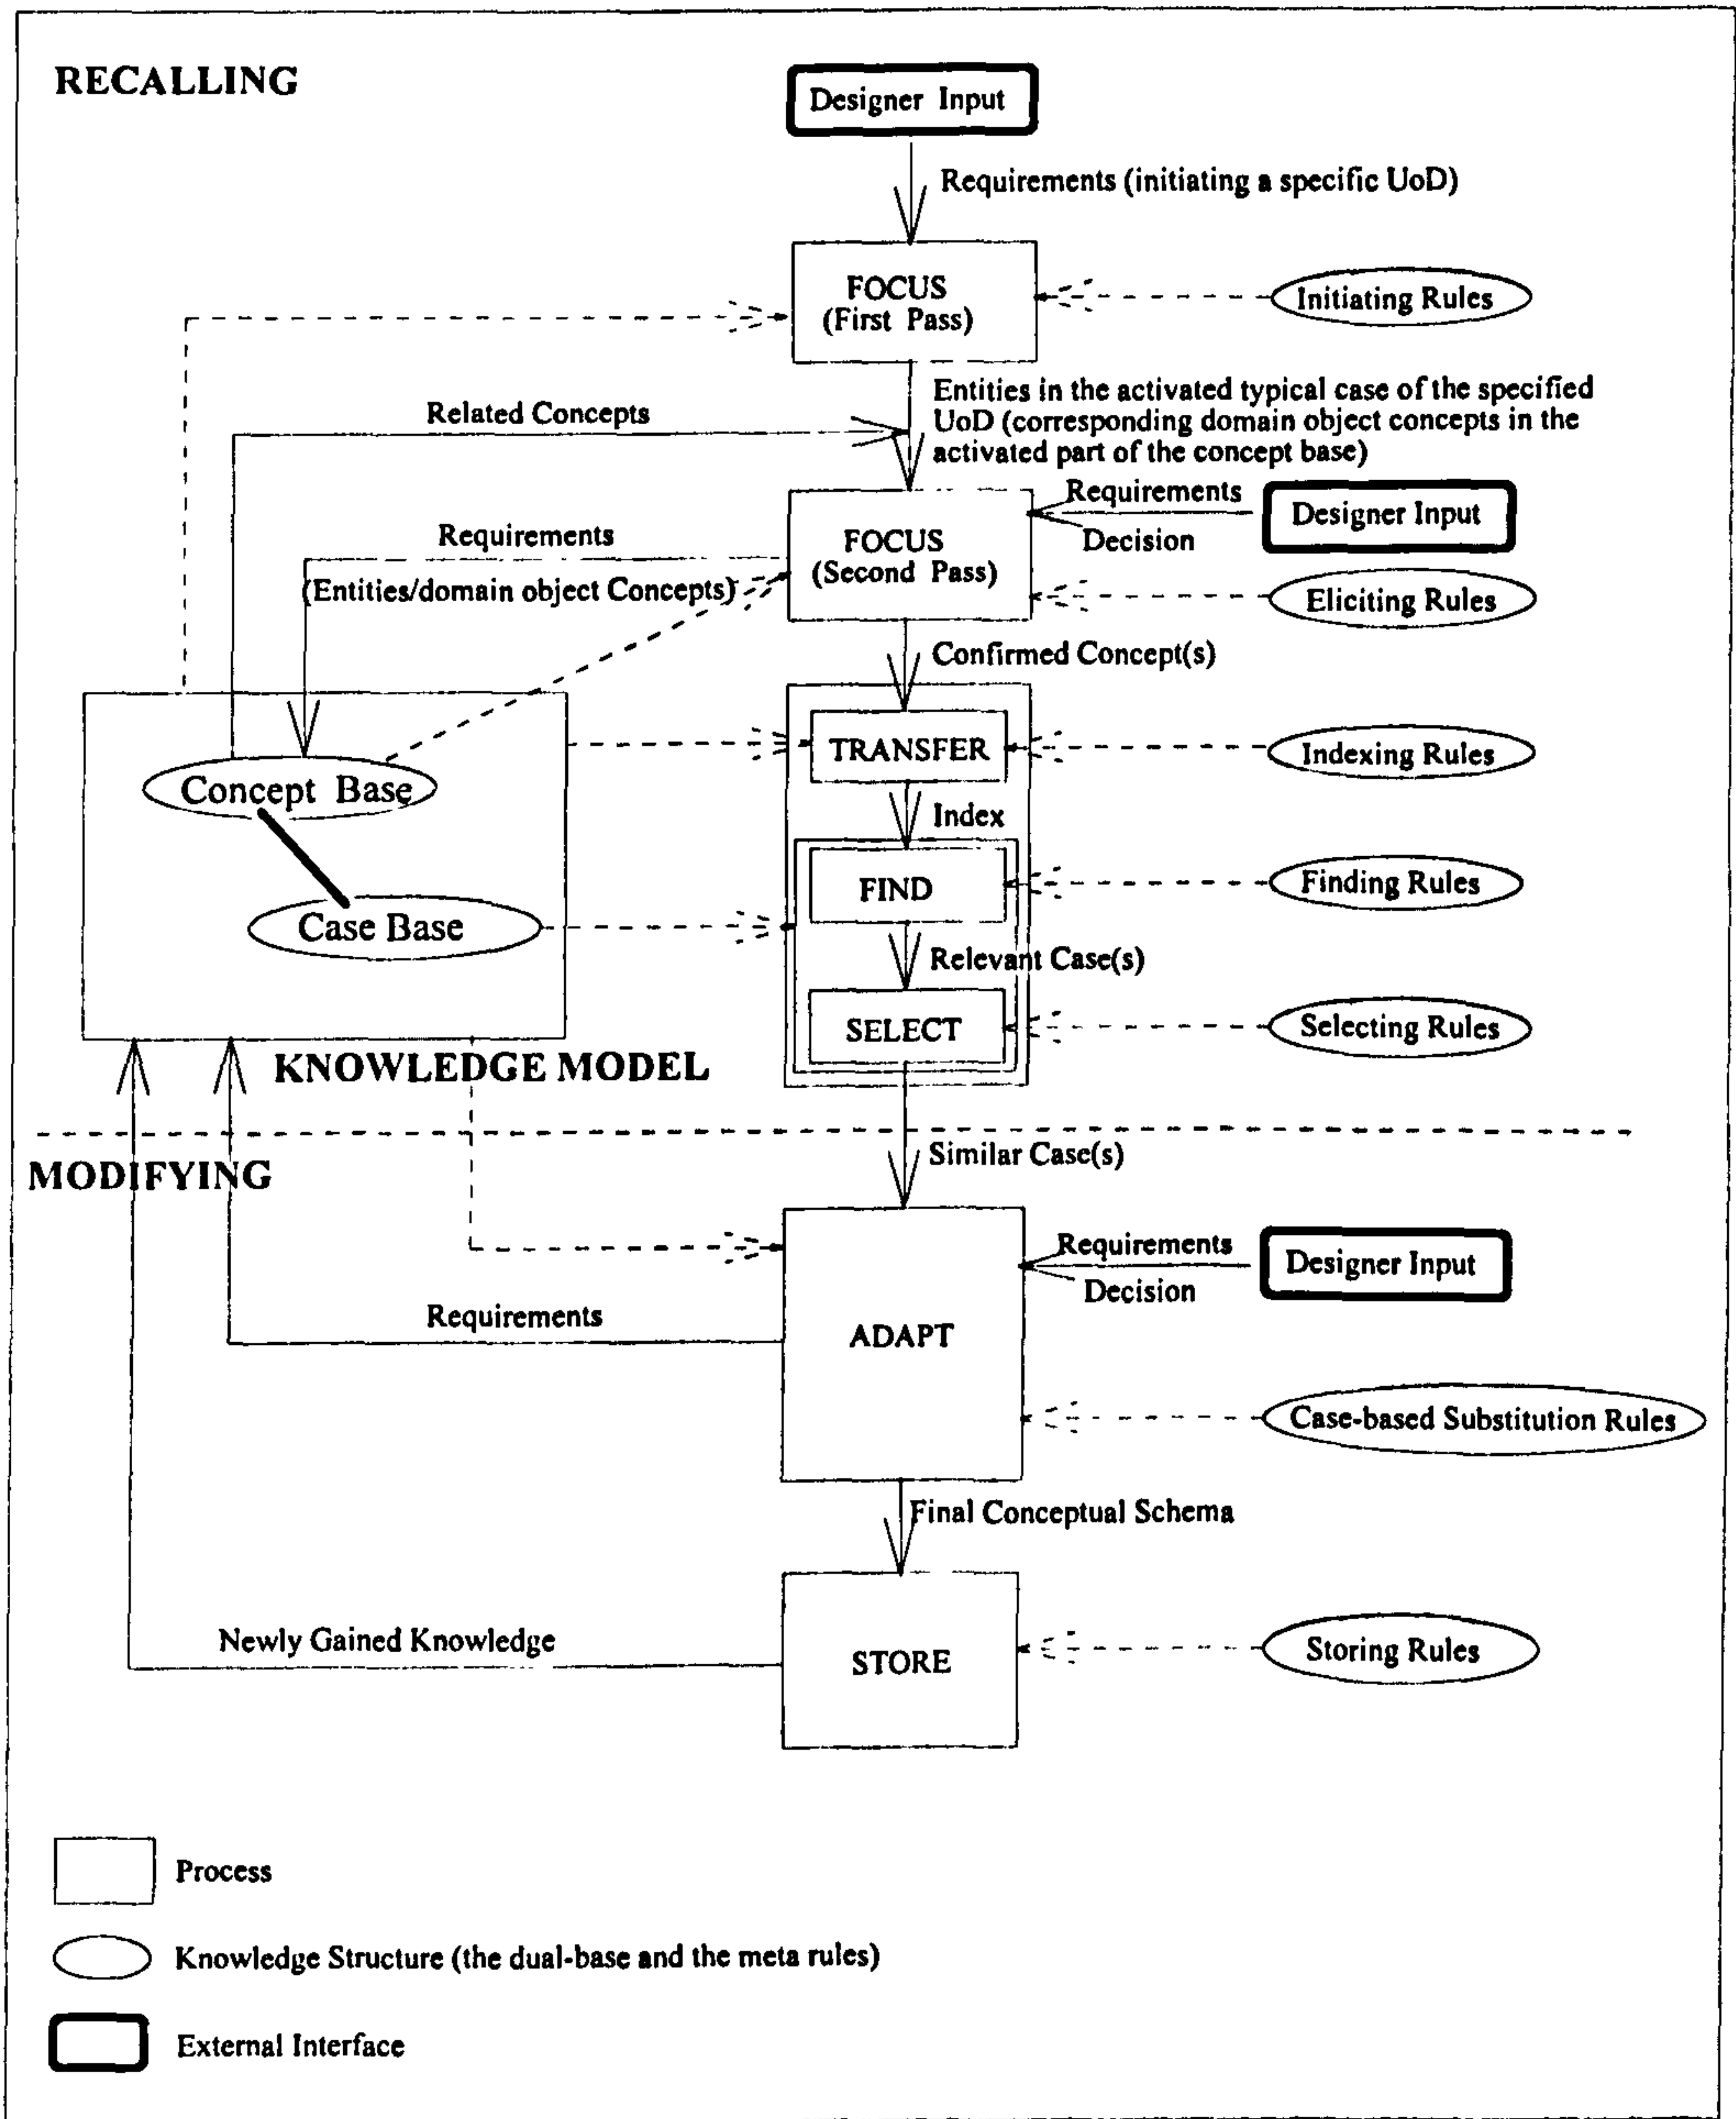 RECALLING
Designer Input
Requirements (initiating a specific UoD)
FOCUS
(First Pass)
Initiating Rules
Entities in the activated typical case of the specified
UoD (corresponding domain object concepts in the
activated part of the concept base)
Related Concepts
Requirements
Decision
Designer Input
FOCUS
(Second Pass)
Requirements
(Entities/domain object Concepts)
Eliciting Rules
Confirmed Concept(s)
TRANSFER
Indexing Rules
Concept Base
Index
FIND
Finding Rules
Case Base
Relevant Case(s)
SELECT
Selecting Rules
KNOWLEDGE MODEL
MODIFYING
Similar Case(s)
Requirements
Decision
Designer Input
Requirements
ADAPT
Case-based Substitution Rules
Final Conceptual Schema
Newly Gained Knowledge
STORE
Storing Rules
Process
Knowledge Structure (the dual-base and the meta rules)
External Interface